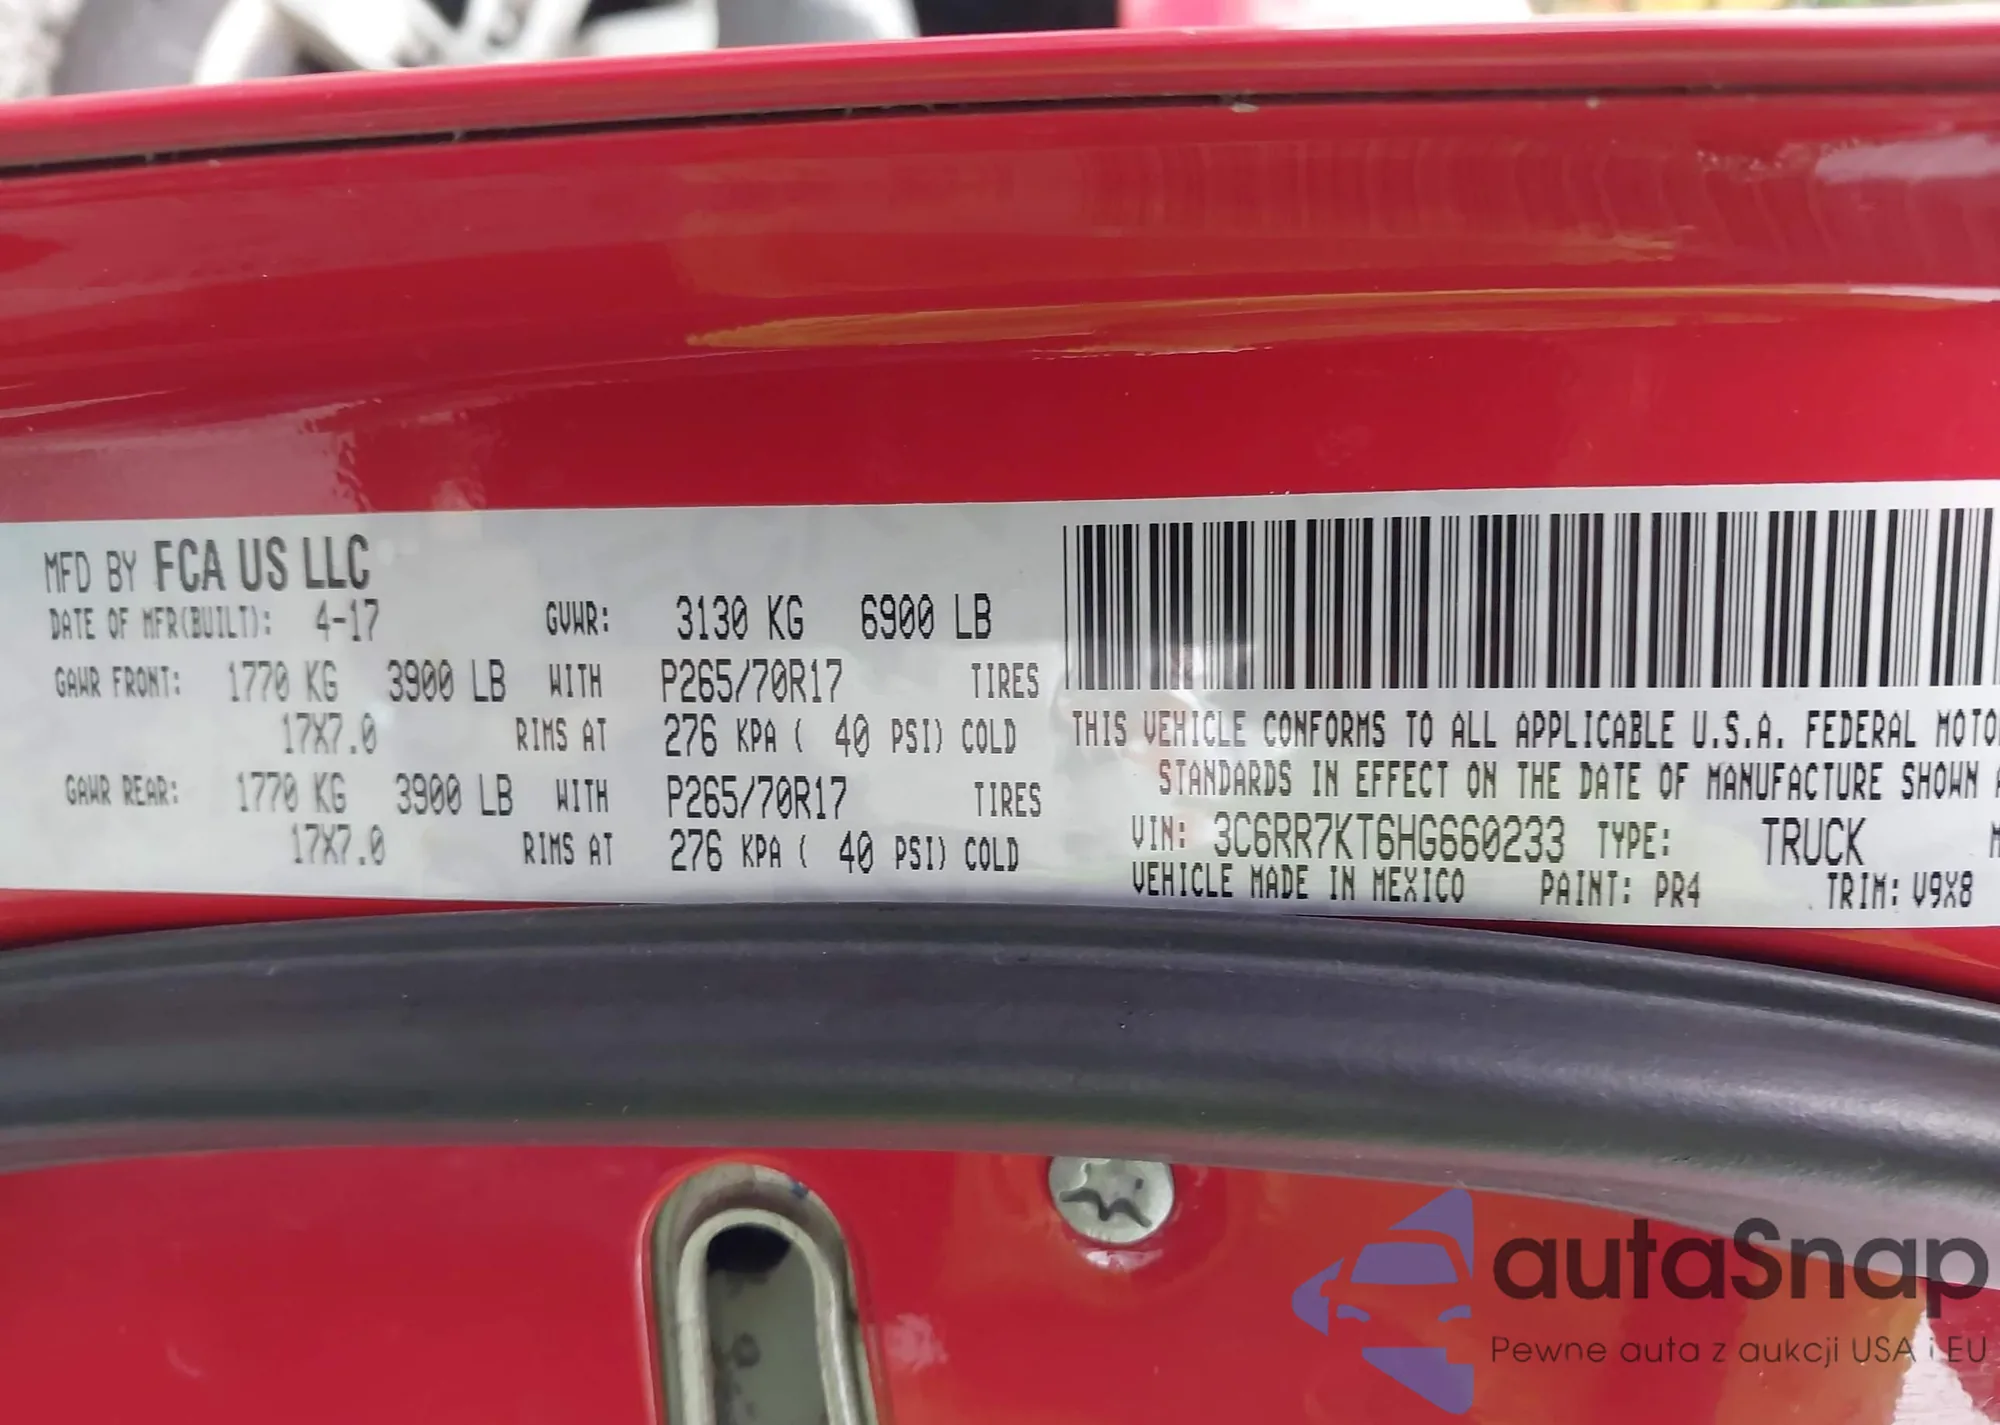 MFD BY FCA US LLC
DATE OF MFR(BUILT): 4-17 GVWR: 3130 KG 6900 LB
GAWR FRONT: 1770 KG 3900 LB WITH P265/70R17 TIRES
17X7.0 RIMS AT 276 KPA ( 40 PSI) COLD
GAWR REAR: 1770 KG 3900 LB WITH P265/70R17 TIRES
17X7.0 RIMS AT 276 KPA ( 40 PSI) COLD
THIS VEHICLE CONFORMS TO ALL APPLICABLE U.S.A. FEDERAL MOTO
STANDARDS IN EFFECT ON THE DATE OF MANUFACTURE SHOWN A
VIN: 3C6RR7KT6HG660233 TYPE: TRUCK M
VEHICLE MADE IN MEXICO PAINT: PR4 TRIM: V9X8
autaSnap
Pewne auta z aukcji USA i EU